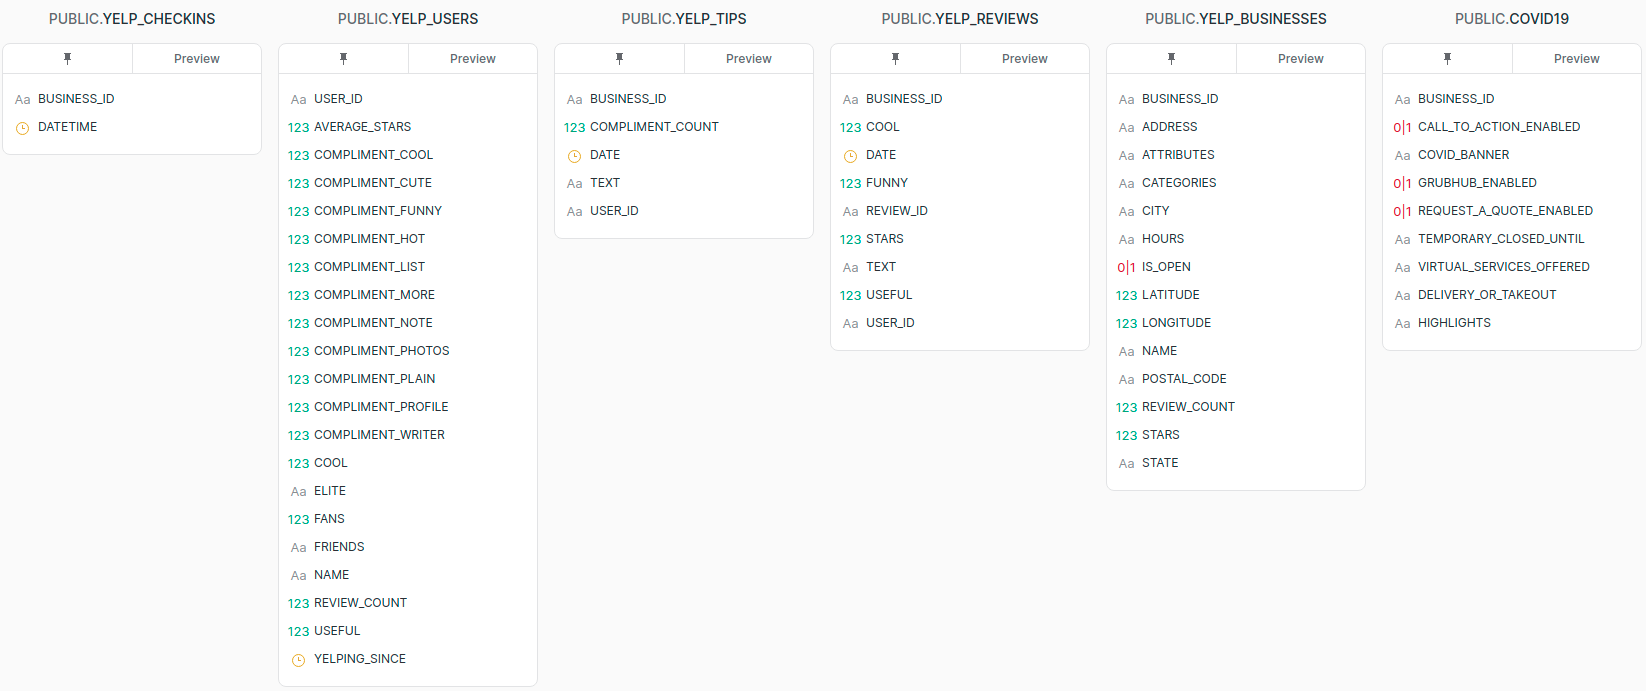 PUBLIC.YELP_CHECKINS
Preview
Aa BUSINESS_ID
DATETIME
PUBLIC.YELP_USERS
Preview
Aa USER_ID
123 AVERAGE_STARS
123 COMPLIMENT_COOL
123 COMPLIMENT_CUTE
123 COMPLIMENT_FUNNY
123 COMPLIMENT_HOT
123 COMPLIMENT_LIST
123 COMPLIMENT_MORE
123 COMPLIMENT_NOTE
123 COMPLIMENT_PHOTOS
123 COMPLIMENT_PLAIN
123 COMPLIMENT_PROFILE
123 COMPLIMENT_WRITER
123 COOL
Aa ELITE
123 FANS
Aa FRIENDS
Aa NAME
123 REVIEW_COUNT
123 USEFUL
YELPING_SINCE
PUBLIC.YELP_TIPS
Preview
Aa BUSINESS_ID
123 COMPLIMENT_COUNT
DATE
Aa TEXT
Aa USER_ID
PUBLIC.YELP_REVIEWS
Preview
Aa BUSINESS_ID
123 COOL
DATE
123 FUNNY
Aa REVIEW_ID
123 STARS
Aa TEXT
123 USEFUL
Aa USER_ID
PUBLIC.YELP_BUSINESSES
Preview
Aa BUSINESS_ID
Aa ADDRESS
Aa ATTRIBUTES
Aa CATEGORIES
Aa CITY
Aa HOURS
0|1 IS_OPEN
123 LATITUDE
123 LONGITUDE
Aa NAME
Aa POSTAL_CODE
123 REVIEW_COUNT
123 STARS
Aa STATE
PUBLIC.COVID19
Preview
Aa BUSINESS_ID
0|1 CALL_TO_ACTION_ENABLED
Aa COVID_BANNER
0|1 GRUBHUB_ENABLED
0|1 REQUEST_A_QUOTE_ENABLED
Aa TEMPORARY_CLOSED_UNTIL
Aa VIRTUAL_SERVICES_OFFERED
Aa DELIVERY_OR_TAKEOUT
Aa HIGHLIGHTS